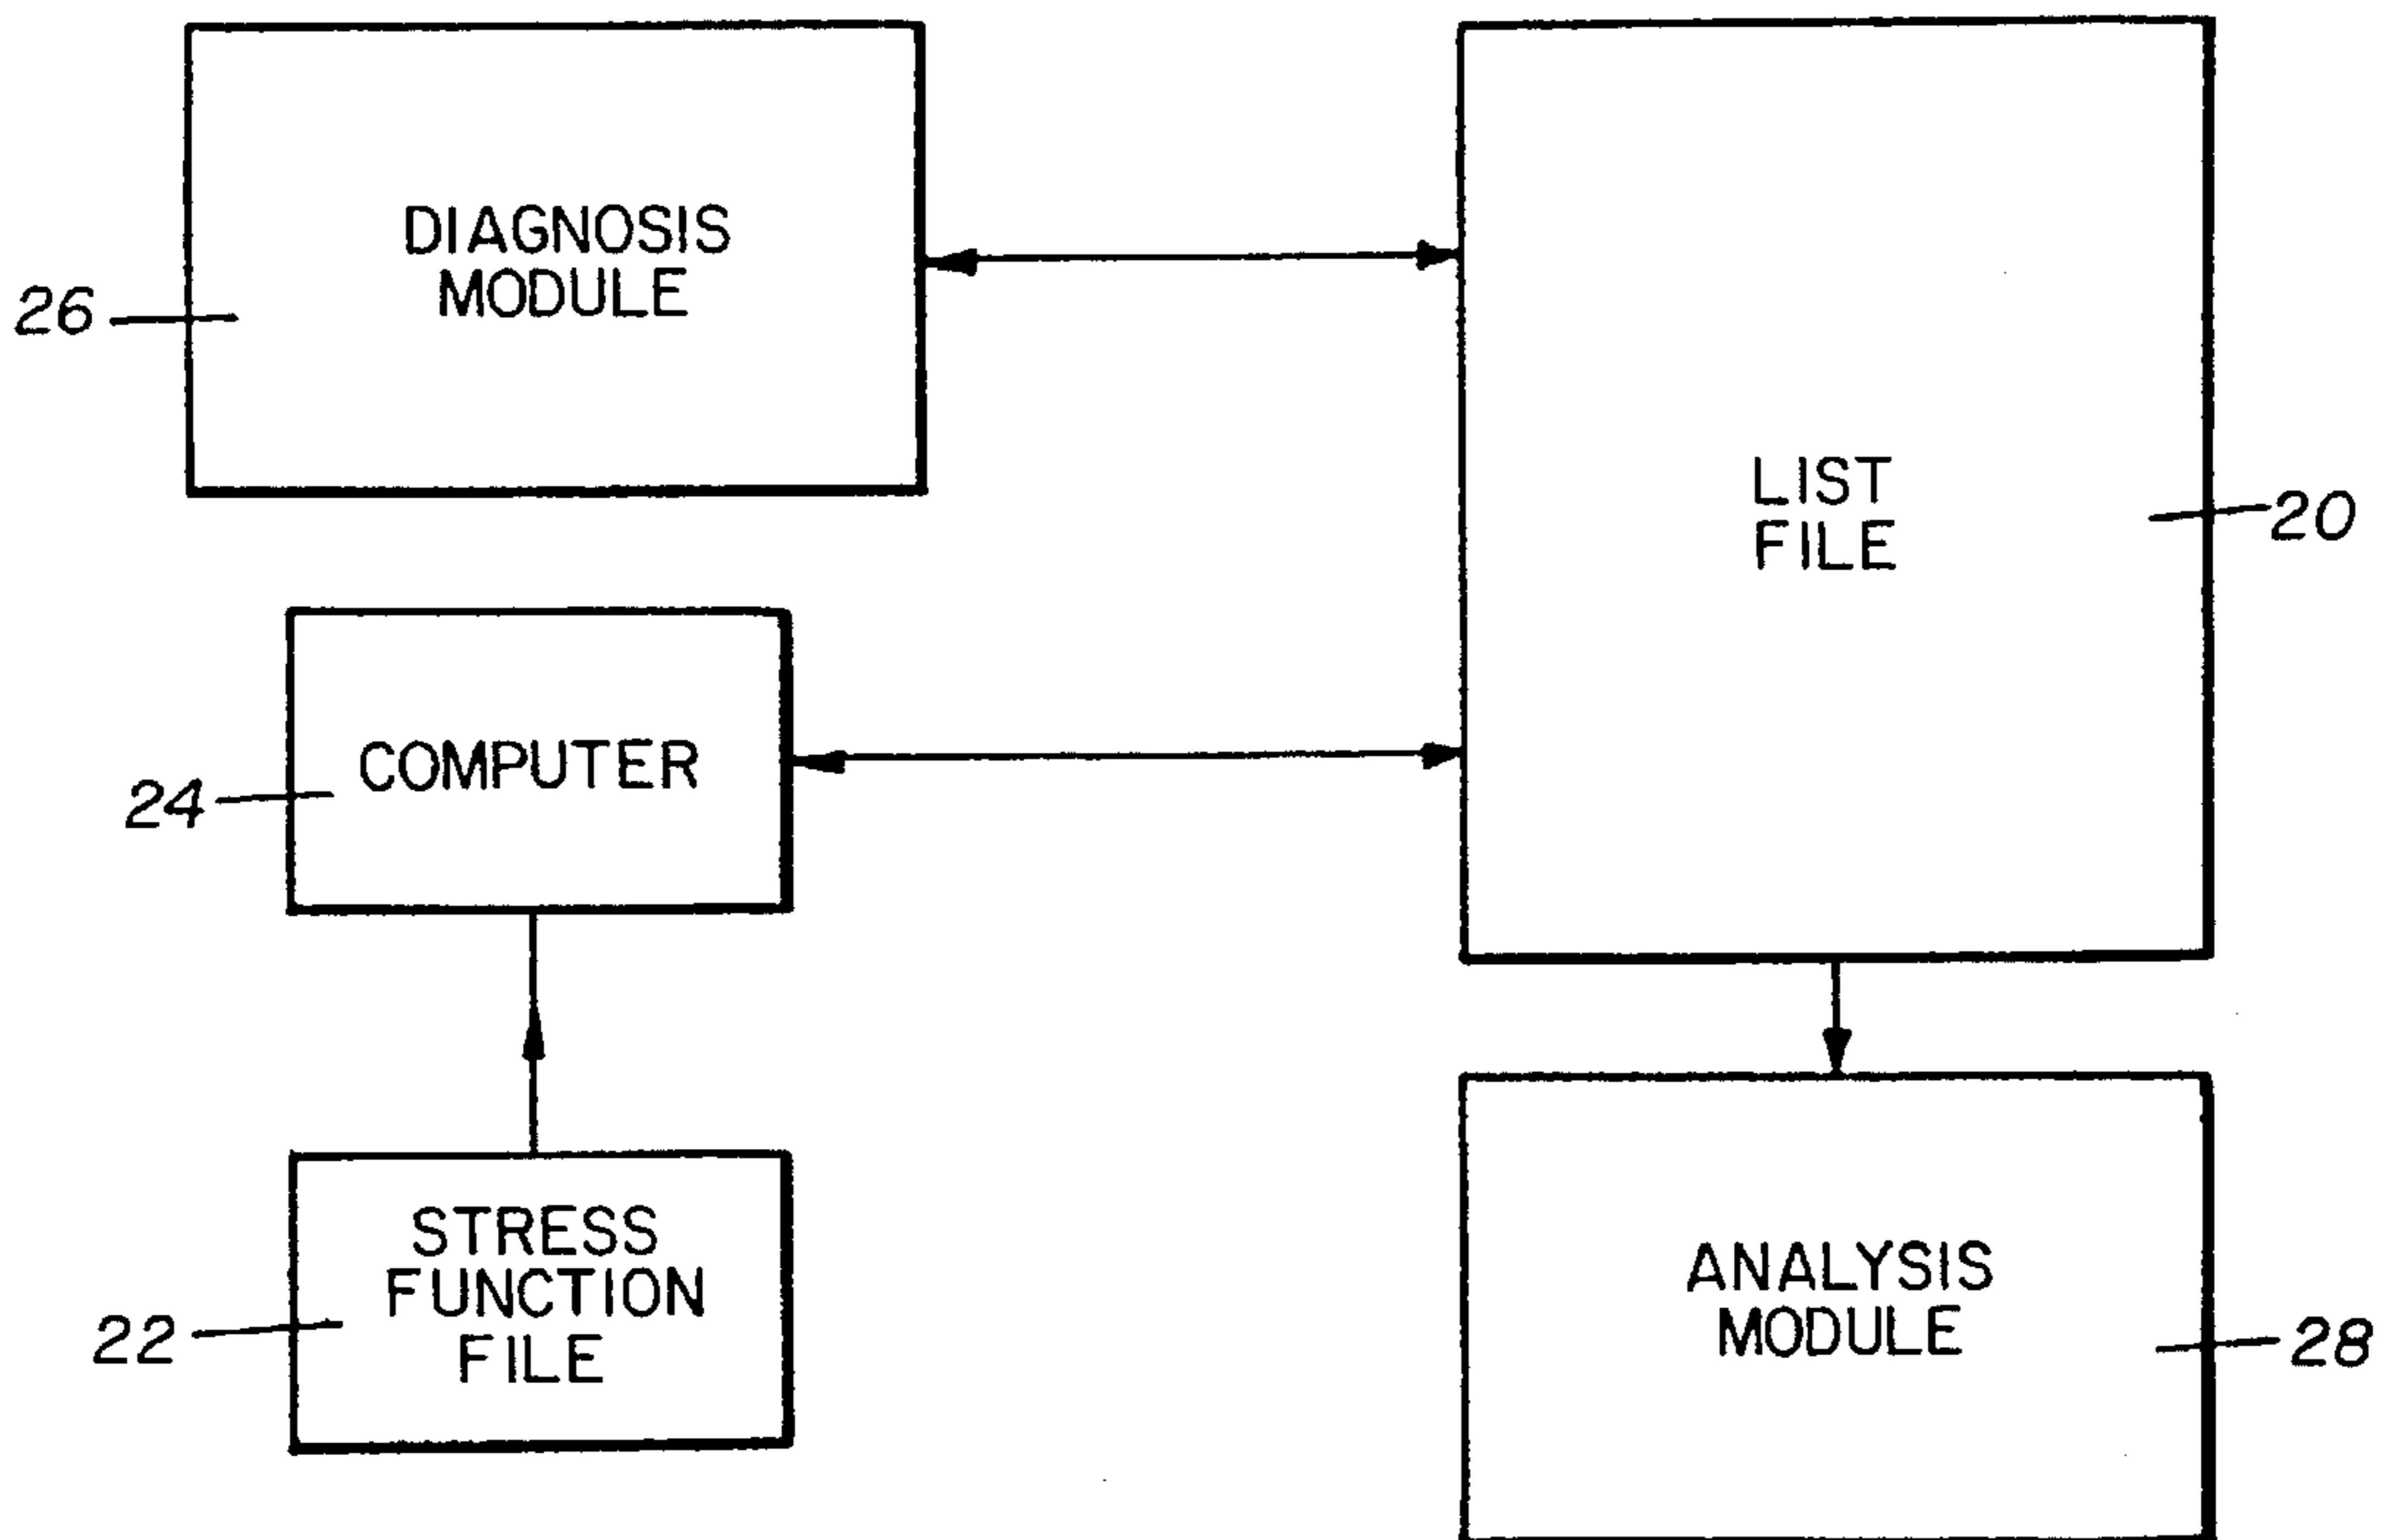 DIAGNOSIS
MODULE
26
LIST
FILE
20
COMPUTER
24
STRESS
FUNCTION
FILE
22
ANALYSIS
MODULE
28